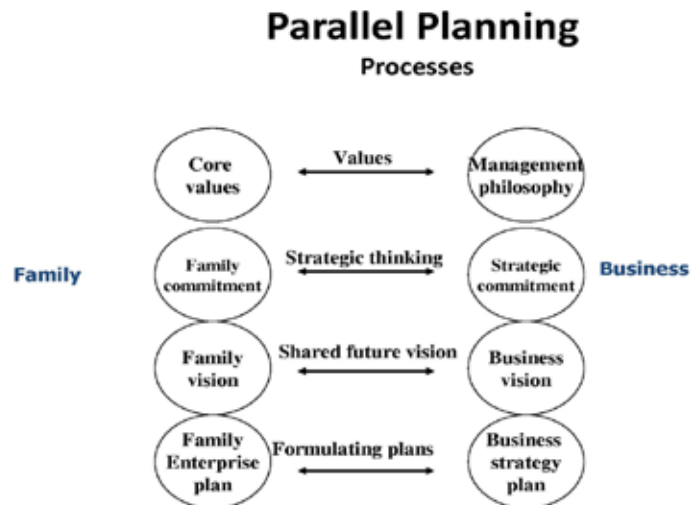 Parallel Planning
Processes
Core
values
Values
Management
philosophy
Family
Family
commitment
Strategic thinking
Strategic
commitment
Business
Family
vision
Shared future vision
Business
vision
Family
Enterprise
plan
Formulating plans
Business
strategy
plan